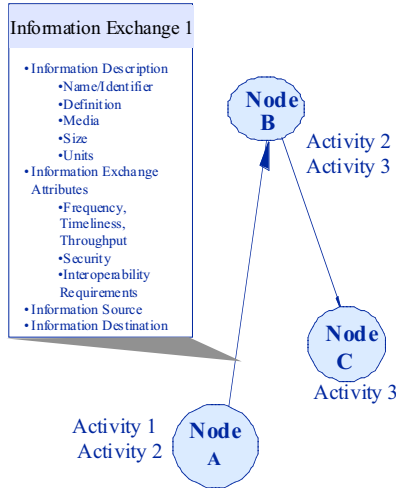 Information Exchange 1
•Information Description
•Name/Identifier
•Definition
•Media
•Size
•Units
•Information Exchange
Attributes
•Frequency,
Timeliness,
Throughput
•Security
•Interoperability
Requirements
•Information Source
•Information Destination
Node
B
Activity 2
Activity 3
Node
C
Activity 3
Activity 1
Activity 2
Node
A